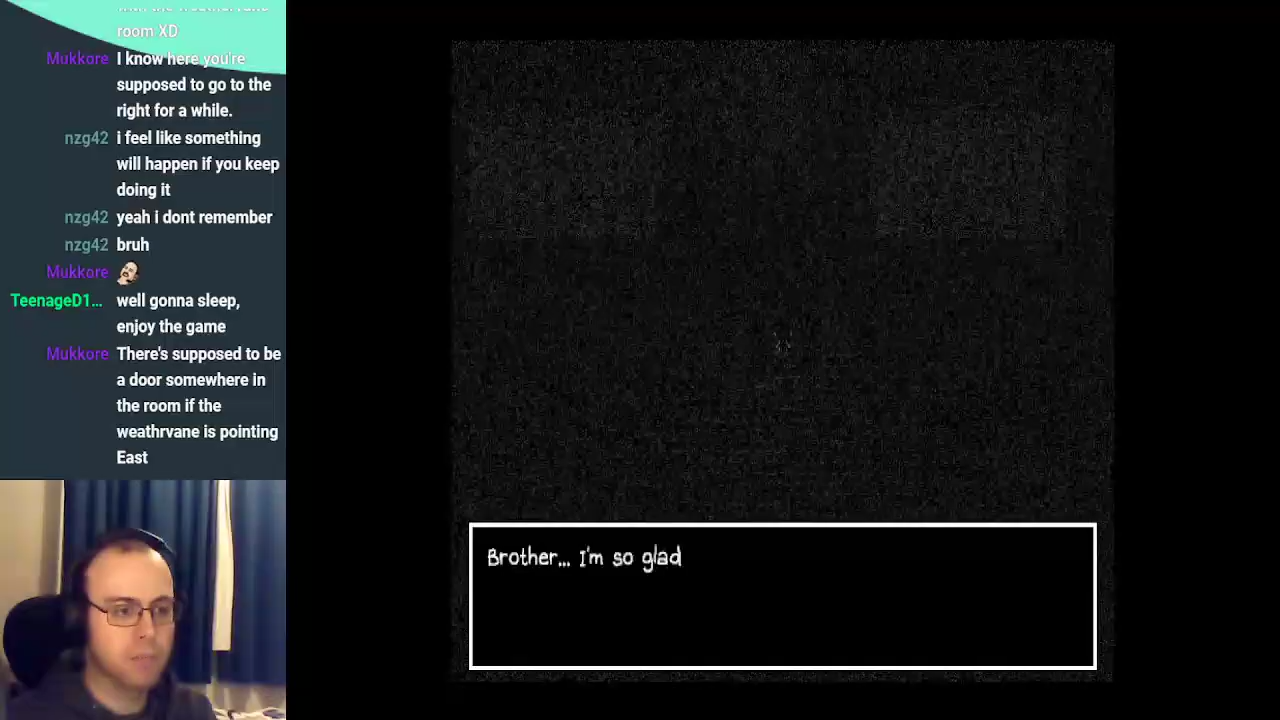 room XD
Mukkore I know here you're
supposed to go to the
right for a while.
nzg42 i feel like something
will happen if you keep
doing it
nzg42 yeah i dont remember
nzg42 bruh
Mukkore
TeenageD1... well gonna sleep,
enjoy the game
Mukkore There's supposed to be
a door somewhere in
the room if the
weathrvane is pointing
East
Brother... I'm so glad